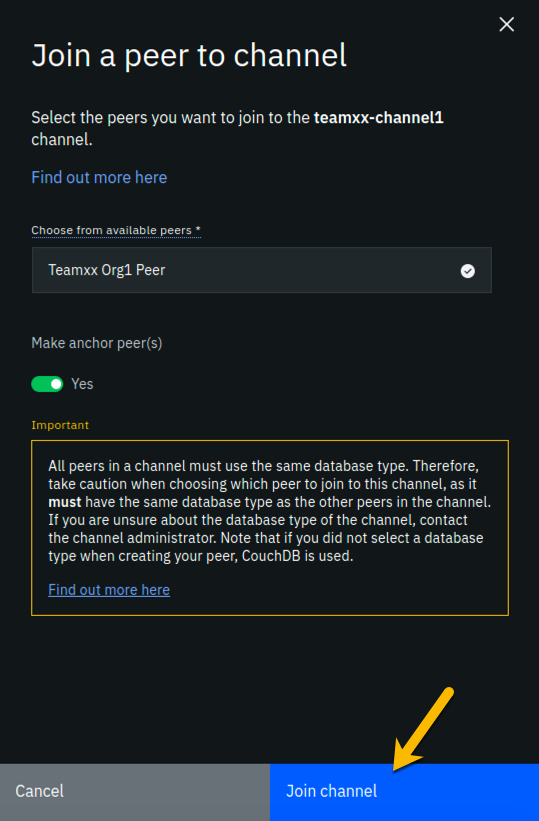 Join a peer to channel
Select the peers you want to join to the teamxx-channel1
channel.
Find out more here
Choose from available peers *
Teamxx Org1 Peer
Make anchor peer(s)
Yes
Important
All peers in a channel must use the same database type. Therefore,
take caution when choosing which peer to join to this channel, as it
must have the same database type as the other peers in the channel.
If you are unsure about the database type of the channel, contact
the channel administrator. Note that if you did not select a database
type when creating your peer, CouchDB is used.
Find out more here
Cancel
Join channel